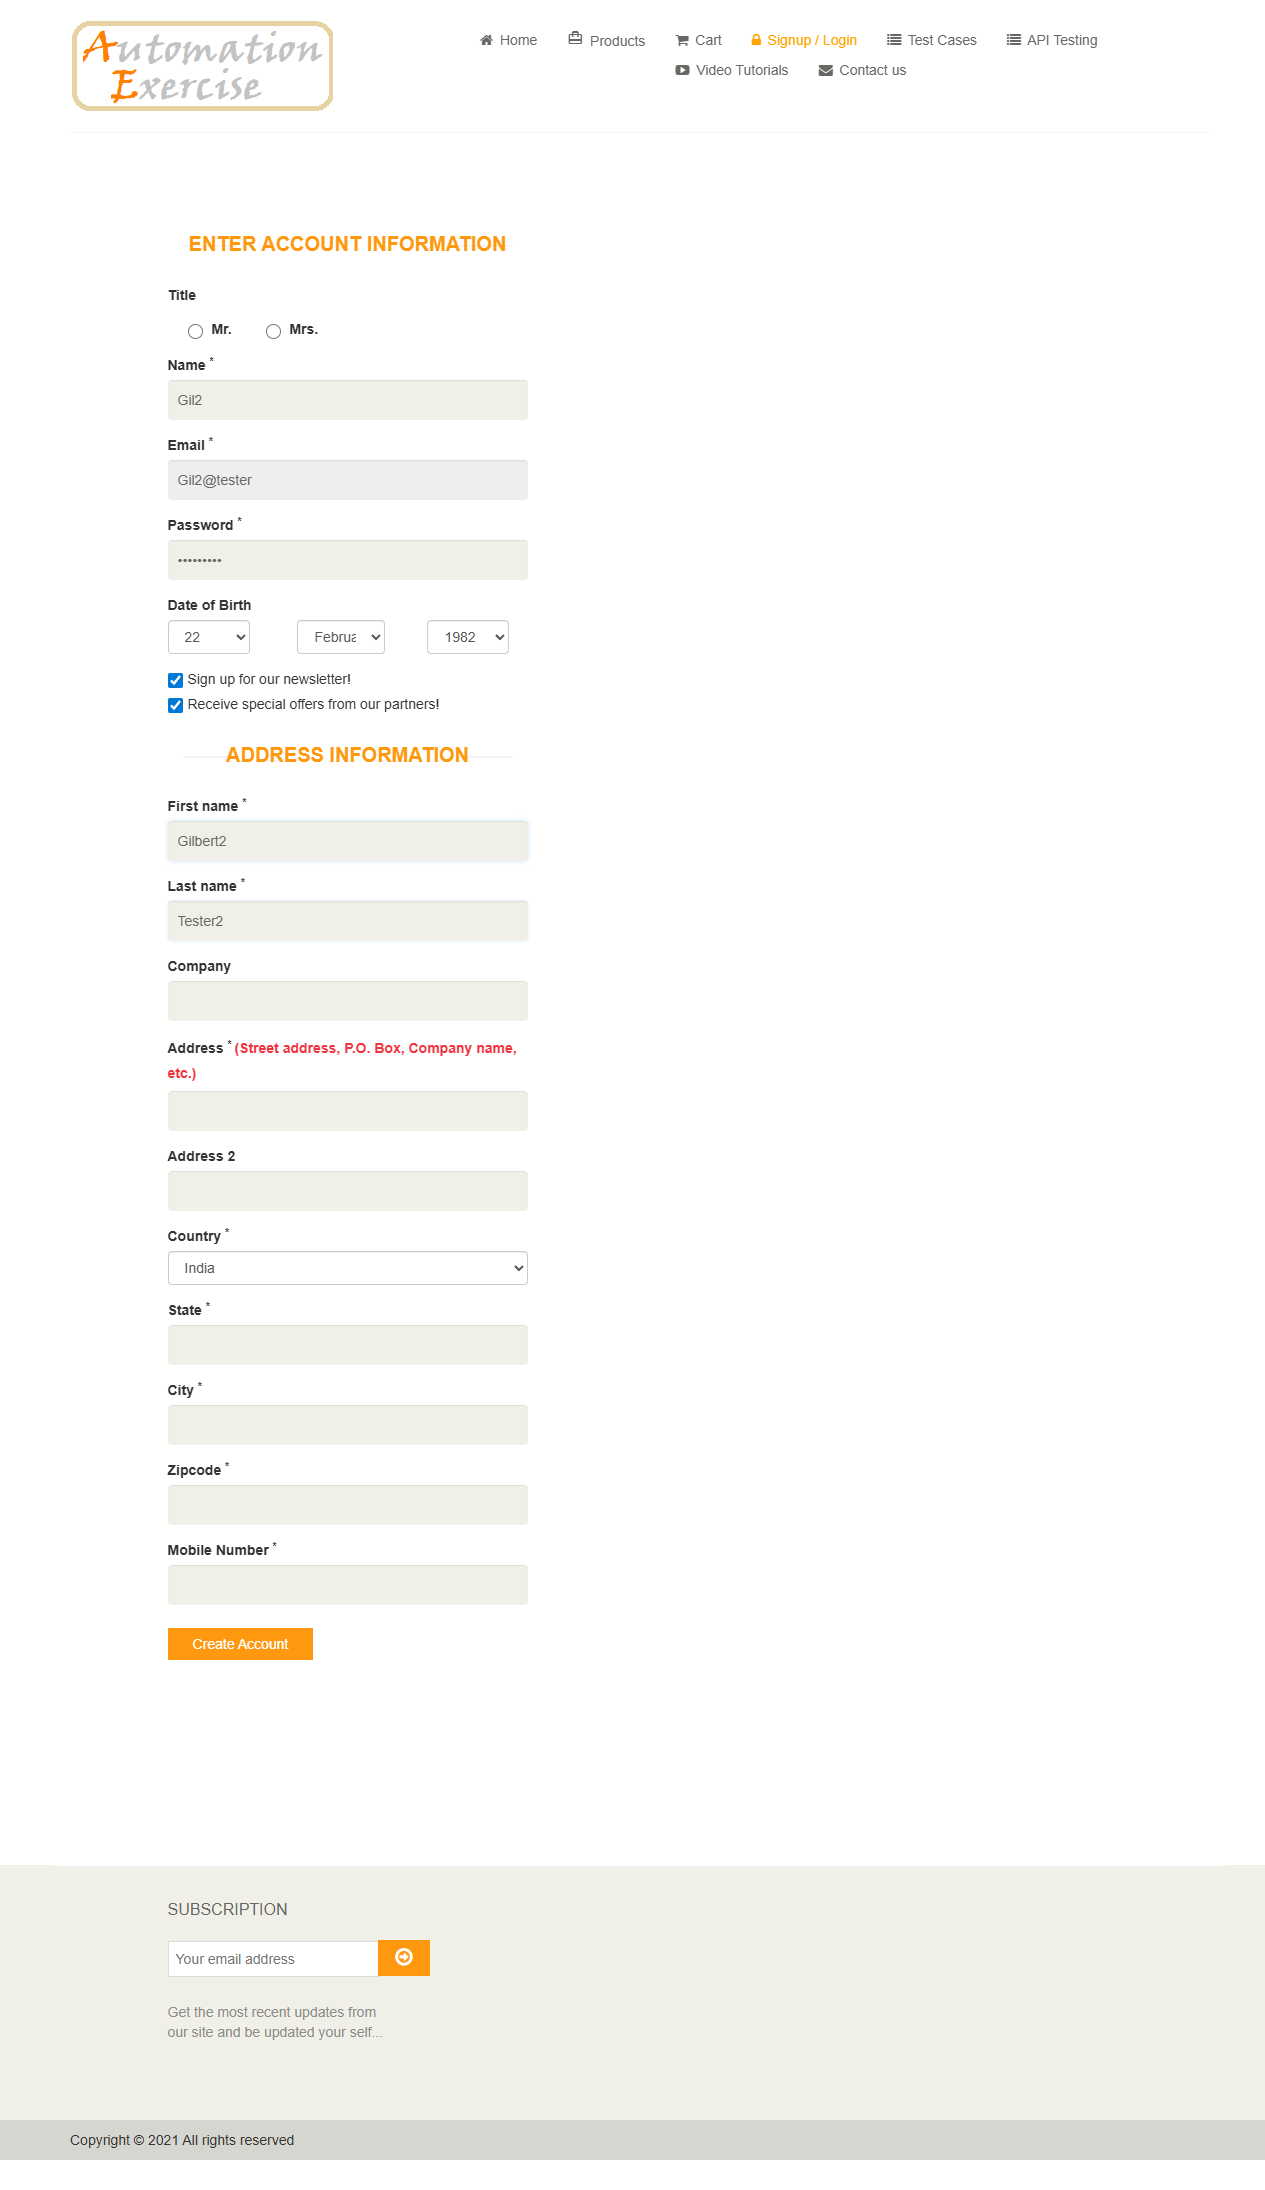 Automation
Exercise
Home
Products
Cart
Signup / Login
Test Cases
API Testing
Video Tutorials
Contact us
ENTER ACCOUNT INFORMATION
Title
Mr.
Mrs.
Name *
Gil2
Email *
Gil2@tester
Password *
•••••••••
Date of Birth
22
Februa
1982
Sign up for our newsletter!
Receive special offers from our partners!
ADDRESS INFORMATION
First name *
Gilbert2
Last name *
Tester2
Company
Address * (Street address, P.O. Box, Company name,
etc.)
Address 2
Country *
India
State *
City *
Zipcode *
Mobile Number *
Create Account
SUBSCRIPTION
Your email address
Get the most recent updates from
our site and be updated your self...
Copyright © 2021 All rights reserved